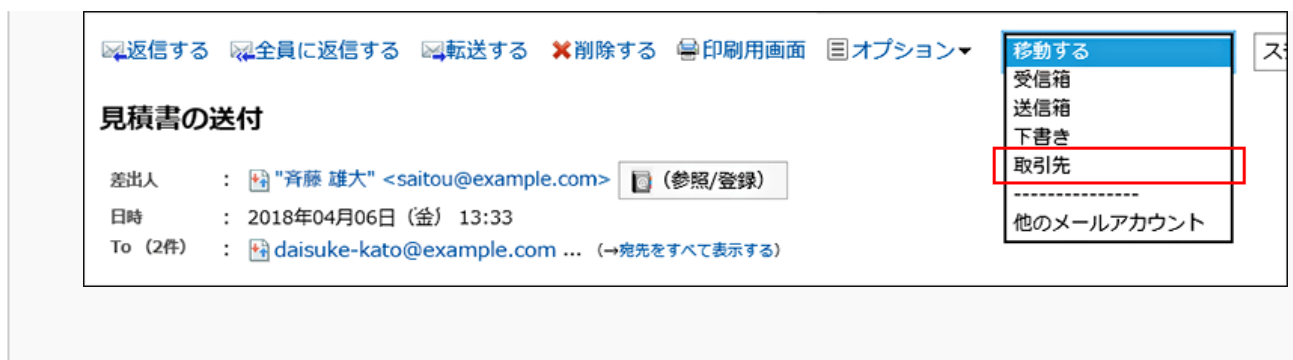 返信する 全員に返信する 転送する 削除する 印刷用画面 オプション▼ 移動する
受信箱
送信箱
下書き
取引先
---------------
他のメールアカウント
見積書の送付
差出人 : "斉藤 雄大" <saitou@example.com> (参照/登録)
日時 : 2018年04月06日(金) 13:33
To (2件) : daisuke-kato@example.com ... (→宛先をすべて表示する)